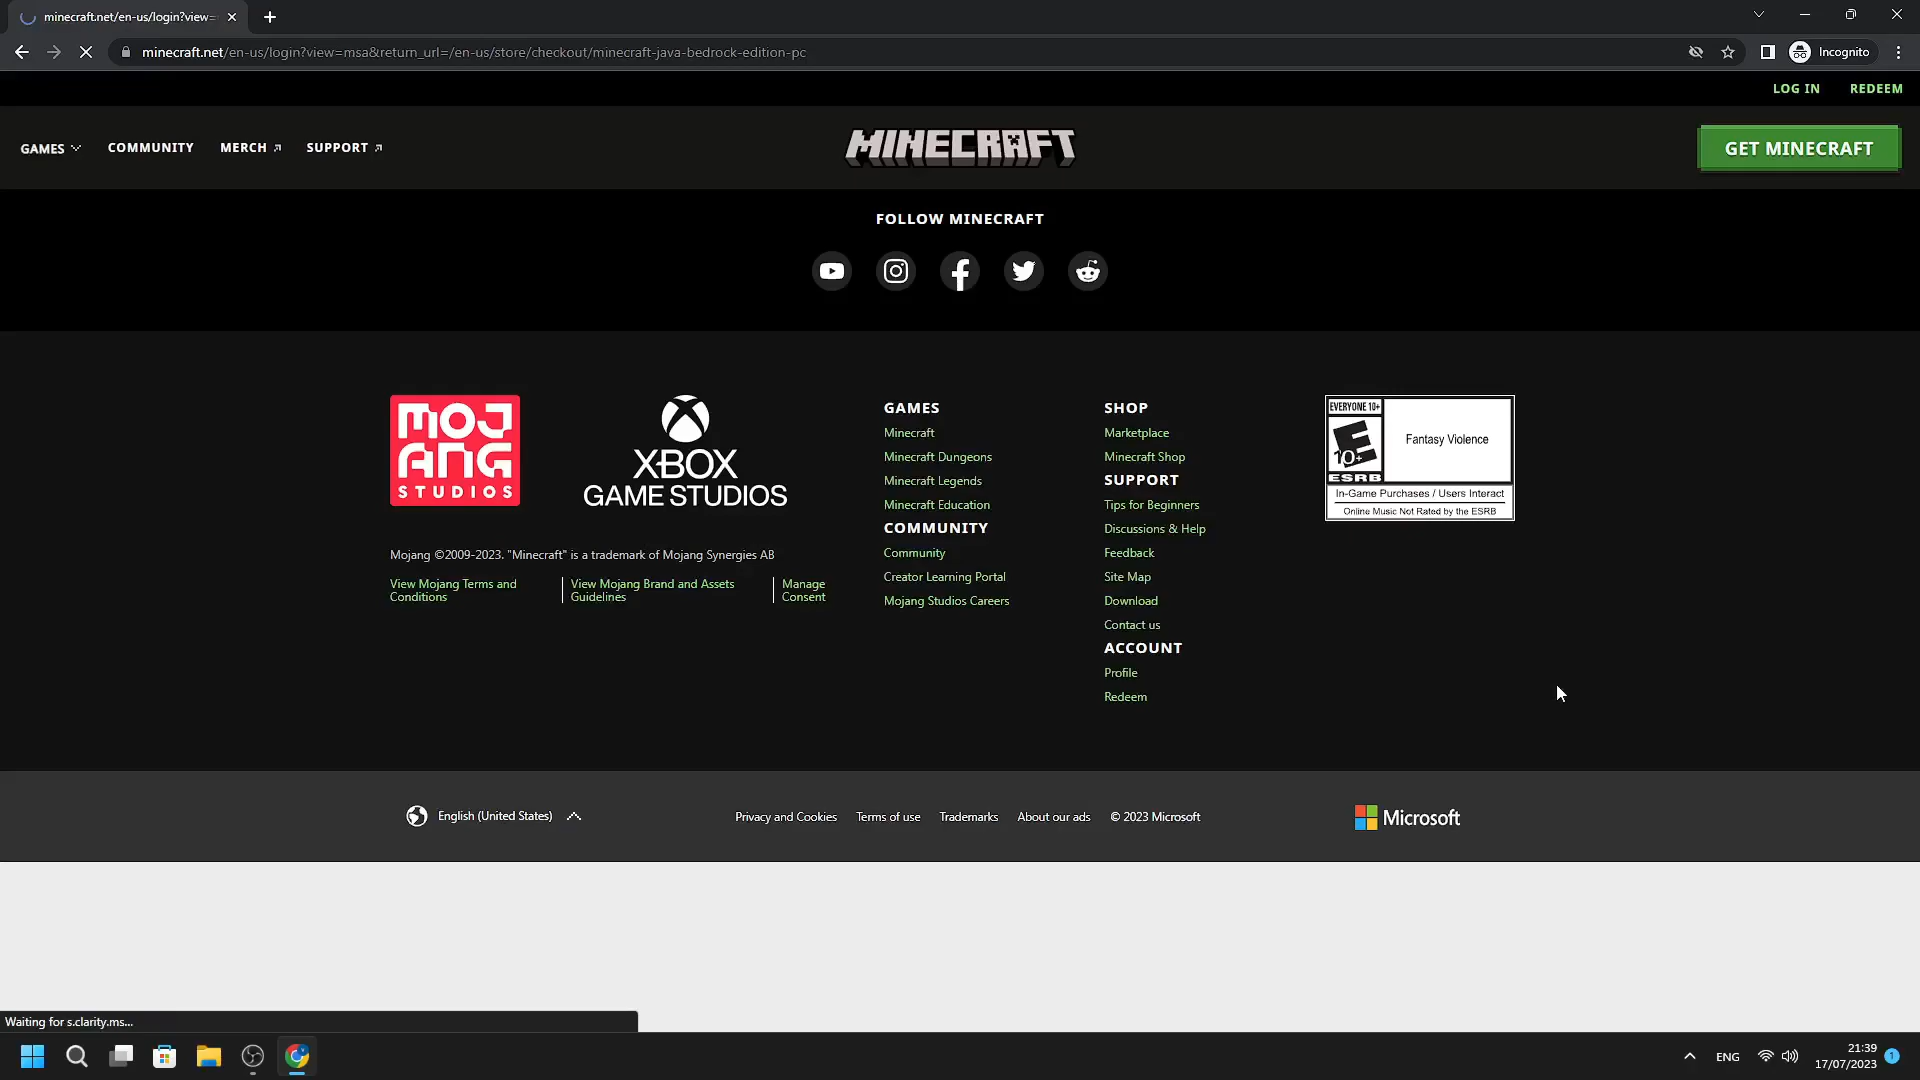 minecraft.net/en-us/login?view=
minecraft.net/en-us/login?view=msa&return_url=/en-us/store/checkout/minecraft-java-bedrock-edition-pc
Incognito
LOG IN
REDEEM
GAMES
COMMUNITY
MERCH
SUPPORT
MINECRAFT
GET MINECRAFT
FOLLOW MINECRAFT
MOJANG
STUDIOS
XBOX
GAME STUDIOS
Mojang ©2009-2023. "Minecraft" is a trademark of Mojang Synergies AB
View Mojang Terms and
Conditions
View Mojang Brand and Assets
Guidelines
Manage
Consent
GAMES
Minecraft
Minecraft Dungeons
Minecraft Legends
Minecraft Education
COMMUNITY
Community
Creator Learning Portal
Mojang Studios Careers
SHOP
Marketplace
Minecraft Shop
SUPPORT
Tips for Beginners
Discussions & Help
Feedback
Site Map
Download
Contact us
ACCOUNT
Profile
Redeem
EVERYONE 10+
E
10+
ESRB
Fantasy Violence
In-Game Purchases / Users Interact
Online Music Not Rated by the ESRB
English (United States)
Privacy and Cookies
Terms of use
Trademarks
About our ads
© 2023 Microsoft
Microsoft
Waiting for s.clarity.ms...
ENG
21:39
17/07/2023
1